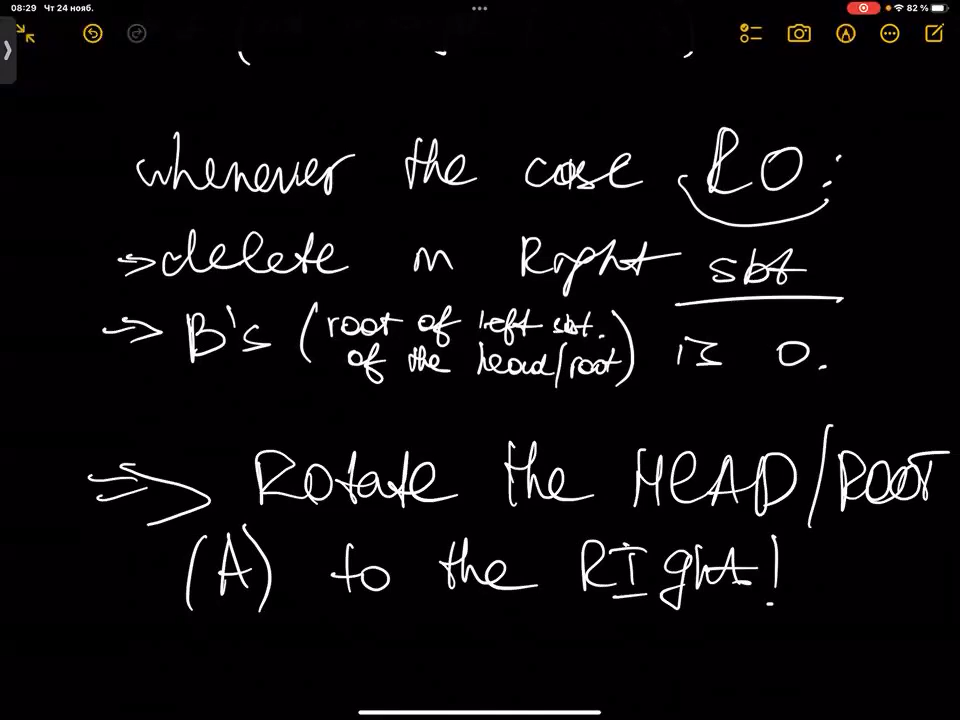 08:29 Чт 24 нояб. 82 %
whenever the case R0:
→ delete in Right sbt
→ B's (root of left sbt. of the head/root) is 0.
⇒ Rotate the HEAD/ROOT
(A) to the RIght!